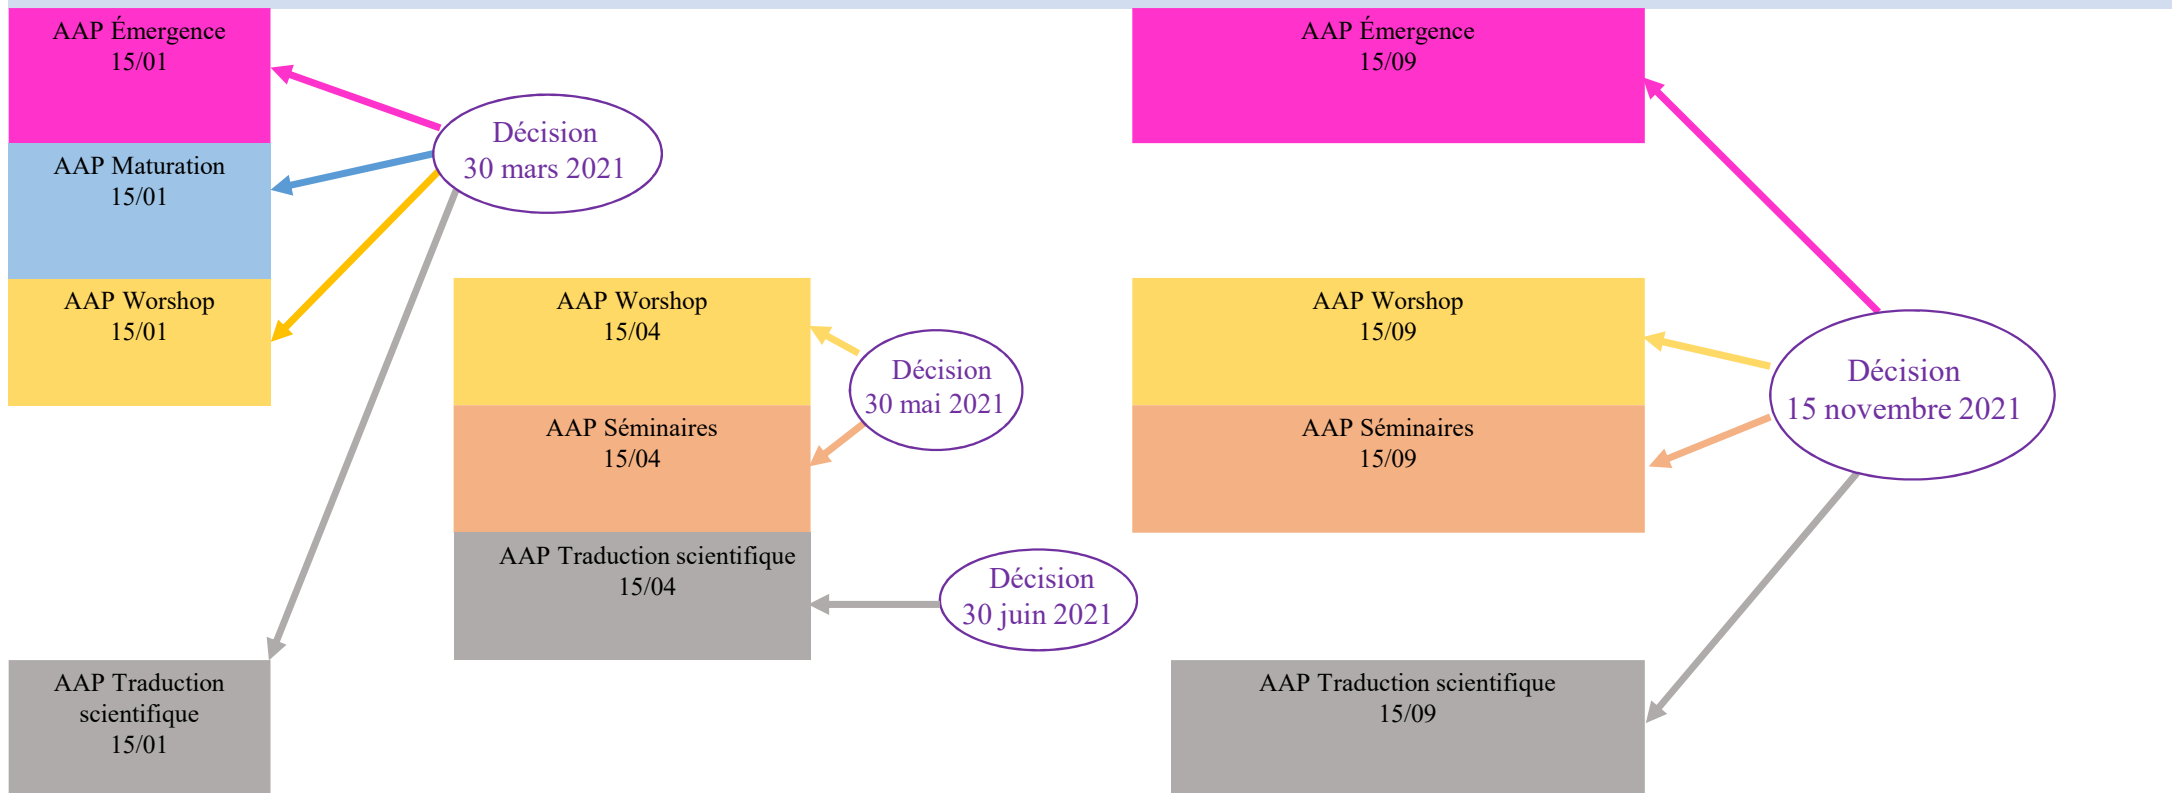 AAP Émergence
15/01
AAP Émergence
15/09
Décision
30 mars 2021
AAP Maturation
15/01
AAP Worshop
15/01
AAP Worshop
15/04
AAP Worshop
15/09
Décision
30 mai 2021
Décision
15 novembre 2021
AAP Séminaires
15/04
AAP Séminaires
15/09
AAP Traduction scientifique
15/04
Décision
30 juin 2021
AAP Traduction
scientifique
15/01
AAP Traduction scientifique
15/09